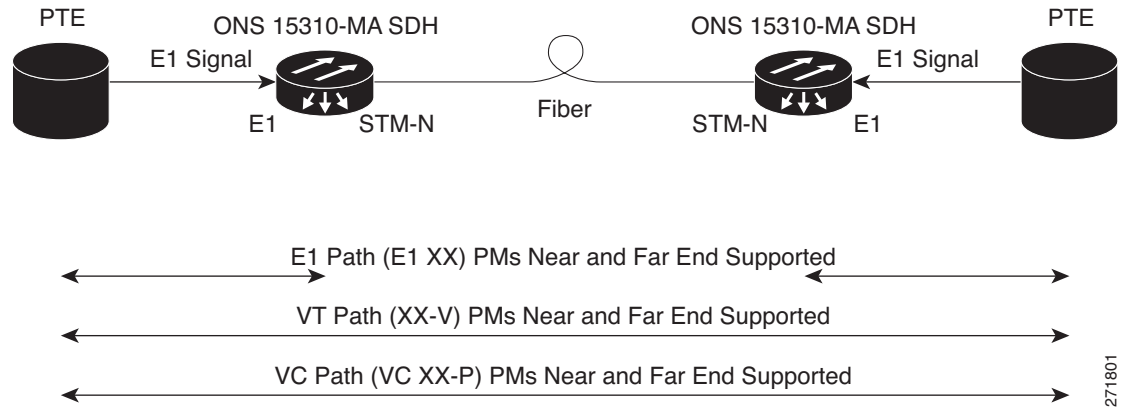 PTE
ONS 15310-MA SDH
ONS 15310-MA SDH
PTE
E1 Signal
E1 Signal
Fiber
E1
STM-N
STM-N
E1
E1 Path (E1 XX) PMs Near and Far End Supported
VT Path (XX-V) PMs Near and Far End Supported
VC Path (VC XX-P) PMs Near and Far End Supported
271801